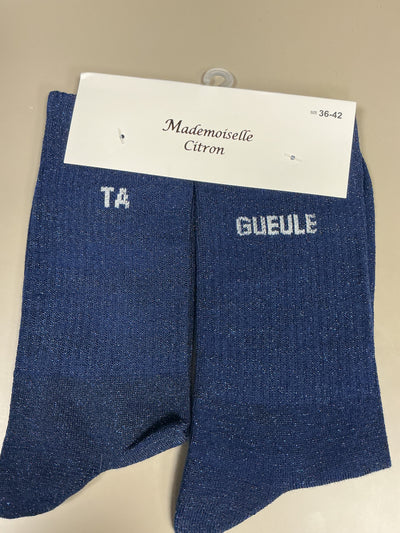 Mademoiselle
Citron
36-42
TA
GUEULE